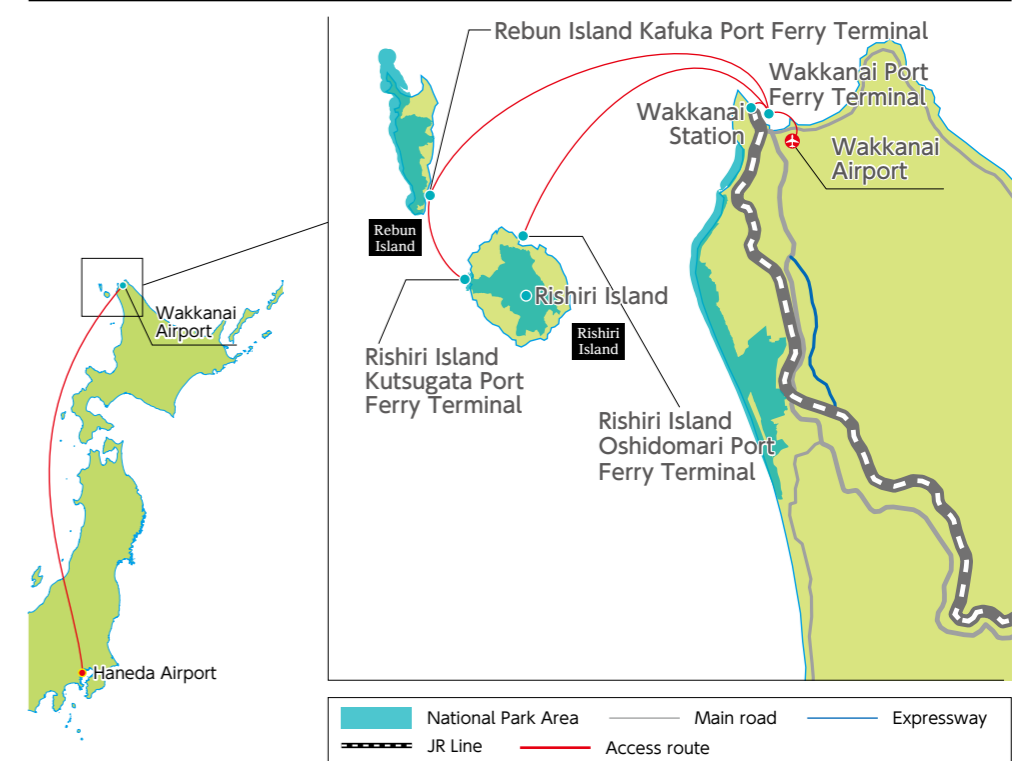 Rebun Island Kafuka Port Ferry Terminal
Wakkanai Port
Ferry Terminal
Wakkanai
Station
Wakkanai
Airport
Rebun
Island
Rishiri Island
Rishiri
Island
Rishiri Island
Kutsugata Port
Ferry Terminal
Rishiri Island
Oshidomari Port
Ferry Terminal
Wakkanai
Airport
Haneda Airport
National Park Area
Main road
Expressway
JR Line
Access route